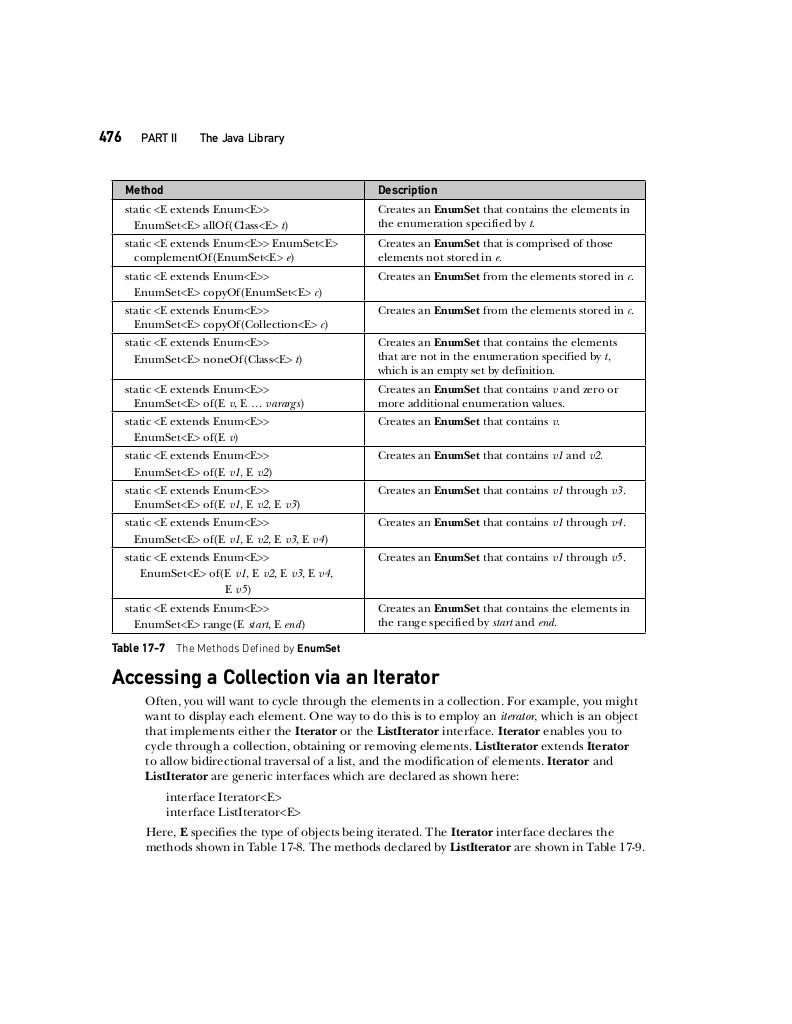 476 PART II The Java Library
Method Description
static <E extends Enum<E>> Creates an EnumSet that contains the elements in
EnumSet<E> allOf(Class<E> t) the enumeration specified by t.
static <E extends Enum<E>> EnumSet<E> Creates an EnumSet that is comprised of those
complementOf(EnumSet<E> e) elements not stored in e.
static <E extends Enum<E>> Creates an EnumSet from the elements stored in c.
EnumSet<E> copyOf(EnumSet<E> c)
static <E extends Enum<E>> Creates an EnumSet from the elements stored in c.
EnumSet<E> copyOf(Collection<E> c)
static <E extends Enum<E>> Creates an EnumSet that contains the elements
EnumSet<E> noneOf(Class<E> t) that are not in the enumeration specified by t,
which is an empty set by definition.
static <E extends Enum<E>> Creates an EnumSet that contains v and zero or
EnumSet<E> of(E v, E … varargs) more additional enumeration values.
static <E extends Enum<E>> Creates an EnumSet that contains v.
EnumSet<E> of(E v)
static <E extends Enum<E>> Creates an EnumSet that contains v1 and v2.
EnumSet<E> of(E v1, E v2)
static <E extends Enum<E>> Creates an EnumSet that contains v1 through v3.
EnumSet<E> of(E v1, E v2, E v3)
static <E extends Enum<E>> Creates an EnumSet that contains v1 through v4.
EnumSet<E> of(E v1, E v2, E v3, E v4)
static <E extends Enum<E>> Creates an EnumSet that contains v1 through v5.
EnumSet<E> of(E v1, E v2, E v3, E v4,
E v5)
static <E extends Enum<E>> Creates an EnumSet that contains the elements in
EnumSet<E> range(E start, E end) the range specified by start and end.
Table 17-7 The Methods Defined by EnumSet
Accessing a Collection via an Iterator
Often, you will want to cycle through the elements in a collection. For example, you might
want to display each element. One way to do this is to employ an iterator, which is an object
that implements either the Iterator or the ListIterator interface. Iterator enables you to
cycle through a collection, obtaining or removing elements. ListIterator extends Iterator
to allow bidirectional traversal of a list, and the modification of elements. Iterator and
ListIterator are generic interfaces which are declared as shown here:
interface Iterator<E>
interface ListIterator<E>
Here, E specifies the type of objects being iterated. The Iterator interface declares the
methods shown in Table 17-8. The methods declared by ListIterator are shown in Table 17-9.